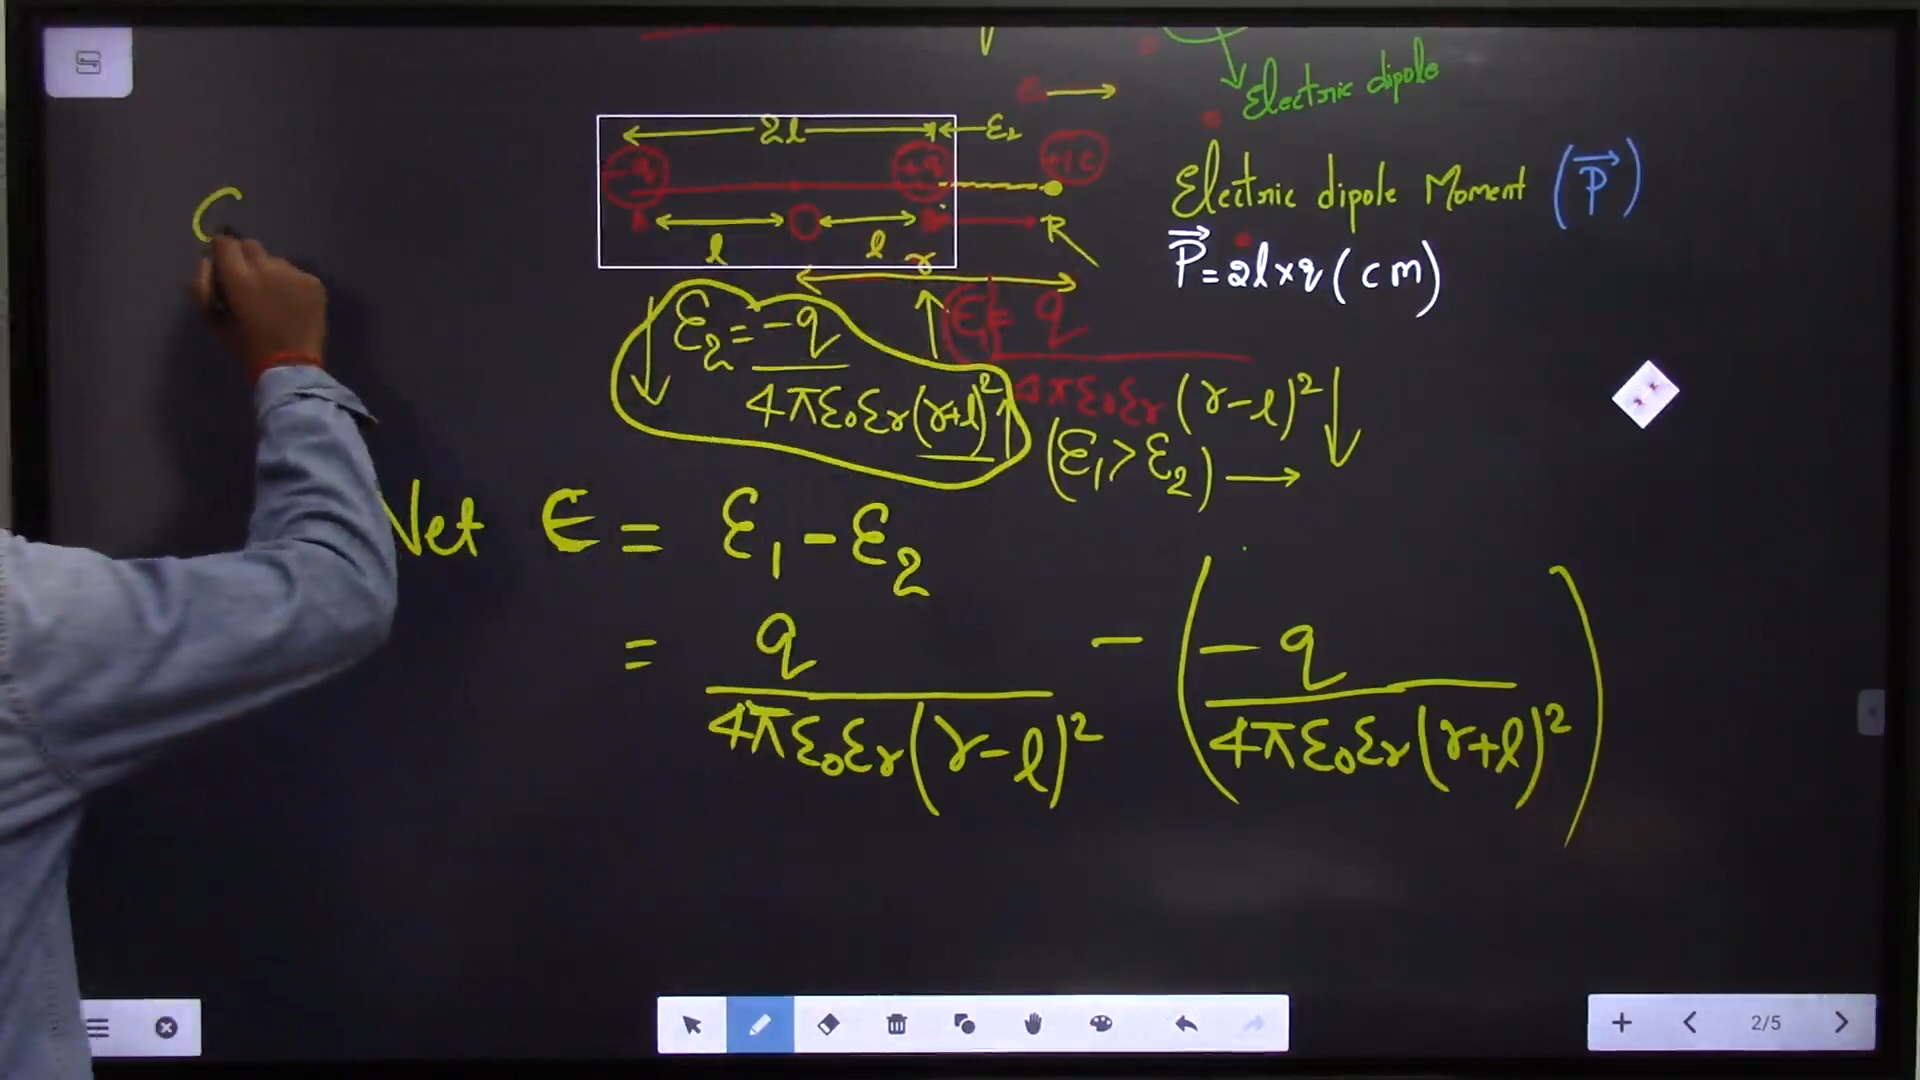 Electric dipole
2l
E₂
-q
+q
+1C
O
R
l
l
r
Electric dipole Moment (P⃗)
P⃗ = 2l×q (cm)
E₂ = -q / 4πε₀εr(r+l)²
E₁ = q / 4πε₀εr (r-l)²
(E₁ > E₂) →
Net E = E₁ - E₂
= q / 4πε₀εr(r-l)² - (-q / 4πε₀εr(r+l)²)
2/5